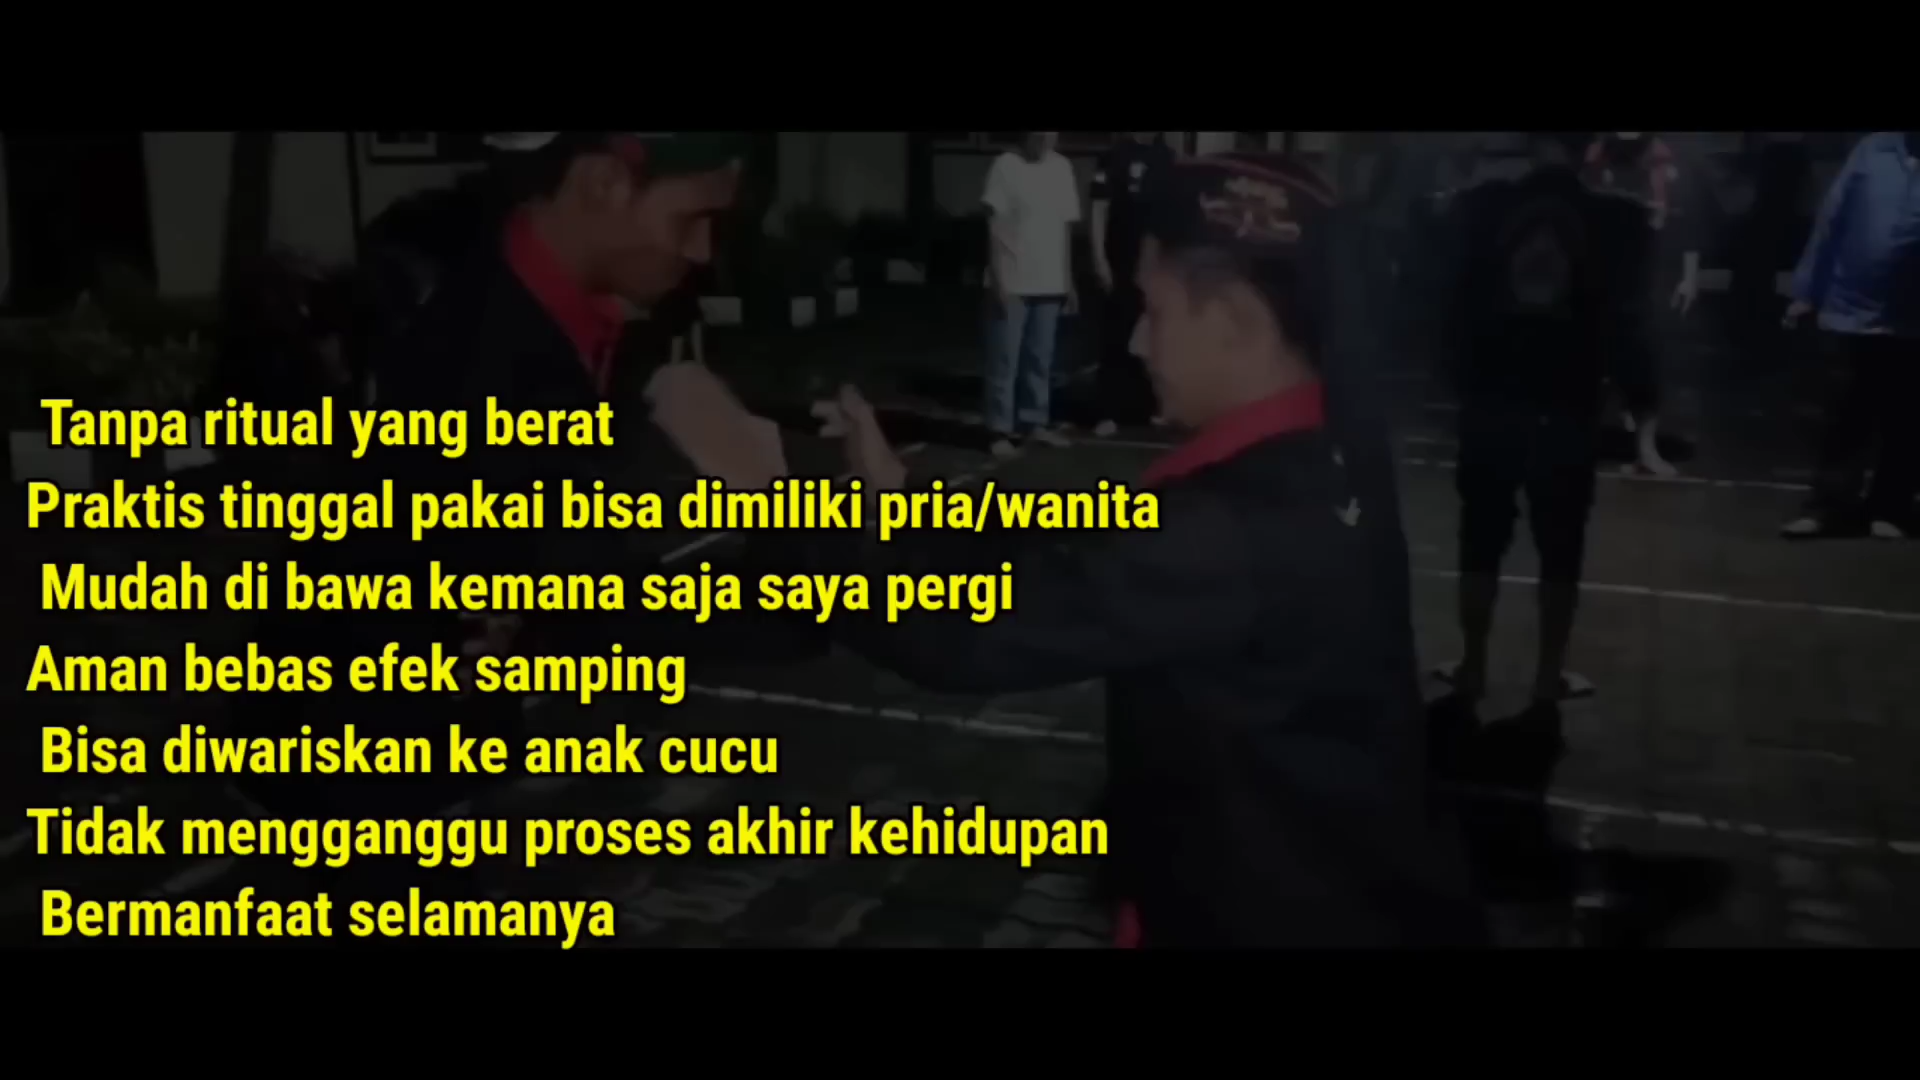 Tanpa ritual yang berat
Praktis tinggal pakai bisa dimiliki pria/wanita
Mudah di bawa kemana saja saya pergi
Aman bebas efek samping
Bisa diwariskan ke anak cucu
Tidak mengganggu proses akhir kehidupan
Bermanfaat selamanya